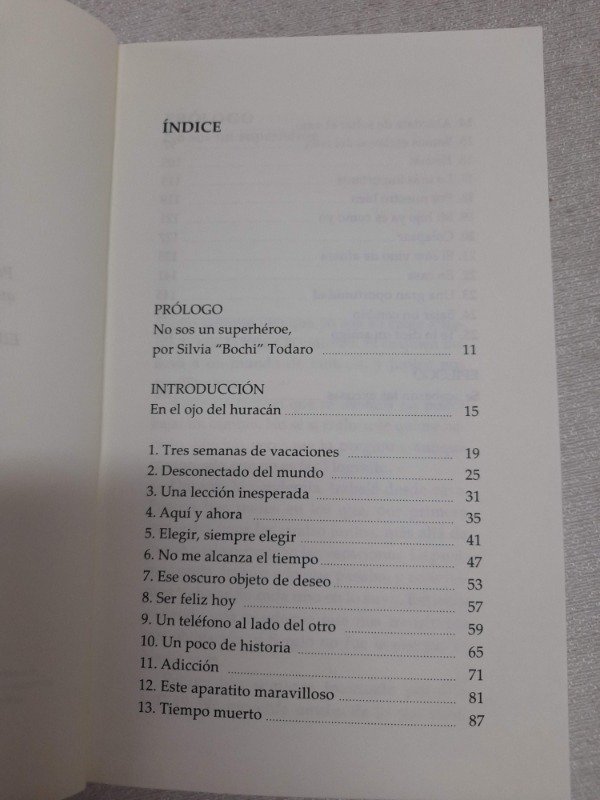 ÍNDICE
PRÓLOGO
No sos un superhéroe,
por Silvia “Bochi” Todaro ........................................ 11
INTRODUCCIÓN
En el ojo del huracán ................................................ 15
1. Tres semanas de vacaciones ................................ 19
2. Desconectado del mundo .................................... 25
3. Una lección inesperada ........................................ 31
4. Aquí y ahora ........................................................ 35
5. Elegir, siempre elegir ............................................ 41
6. No me alcanza el tiempo ...................................... 47
7. Ese oscuro objeto de deseo .................................. 53
8. Ser feliz hoy ........................................................ 57
9. Un teléfono al lado del otro .................................. 59
10. Un poco de historia ............................................ 65
11. Adicción ............................................................ 71
12. Este aparatito maravilloso .................................. 81
13. Tiempo muerto .................................................. 87